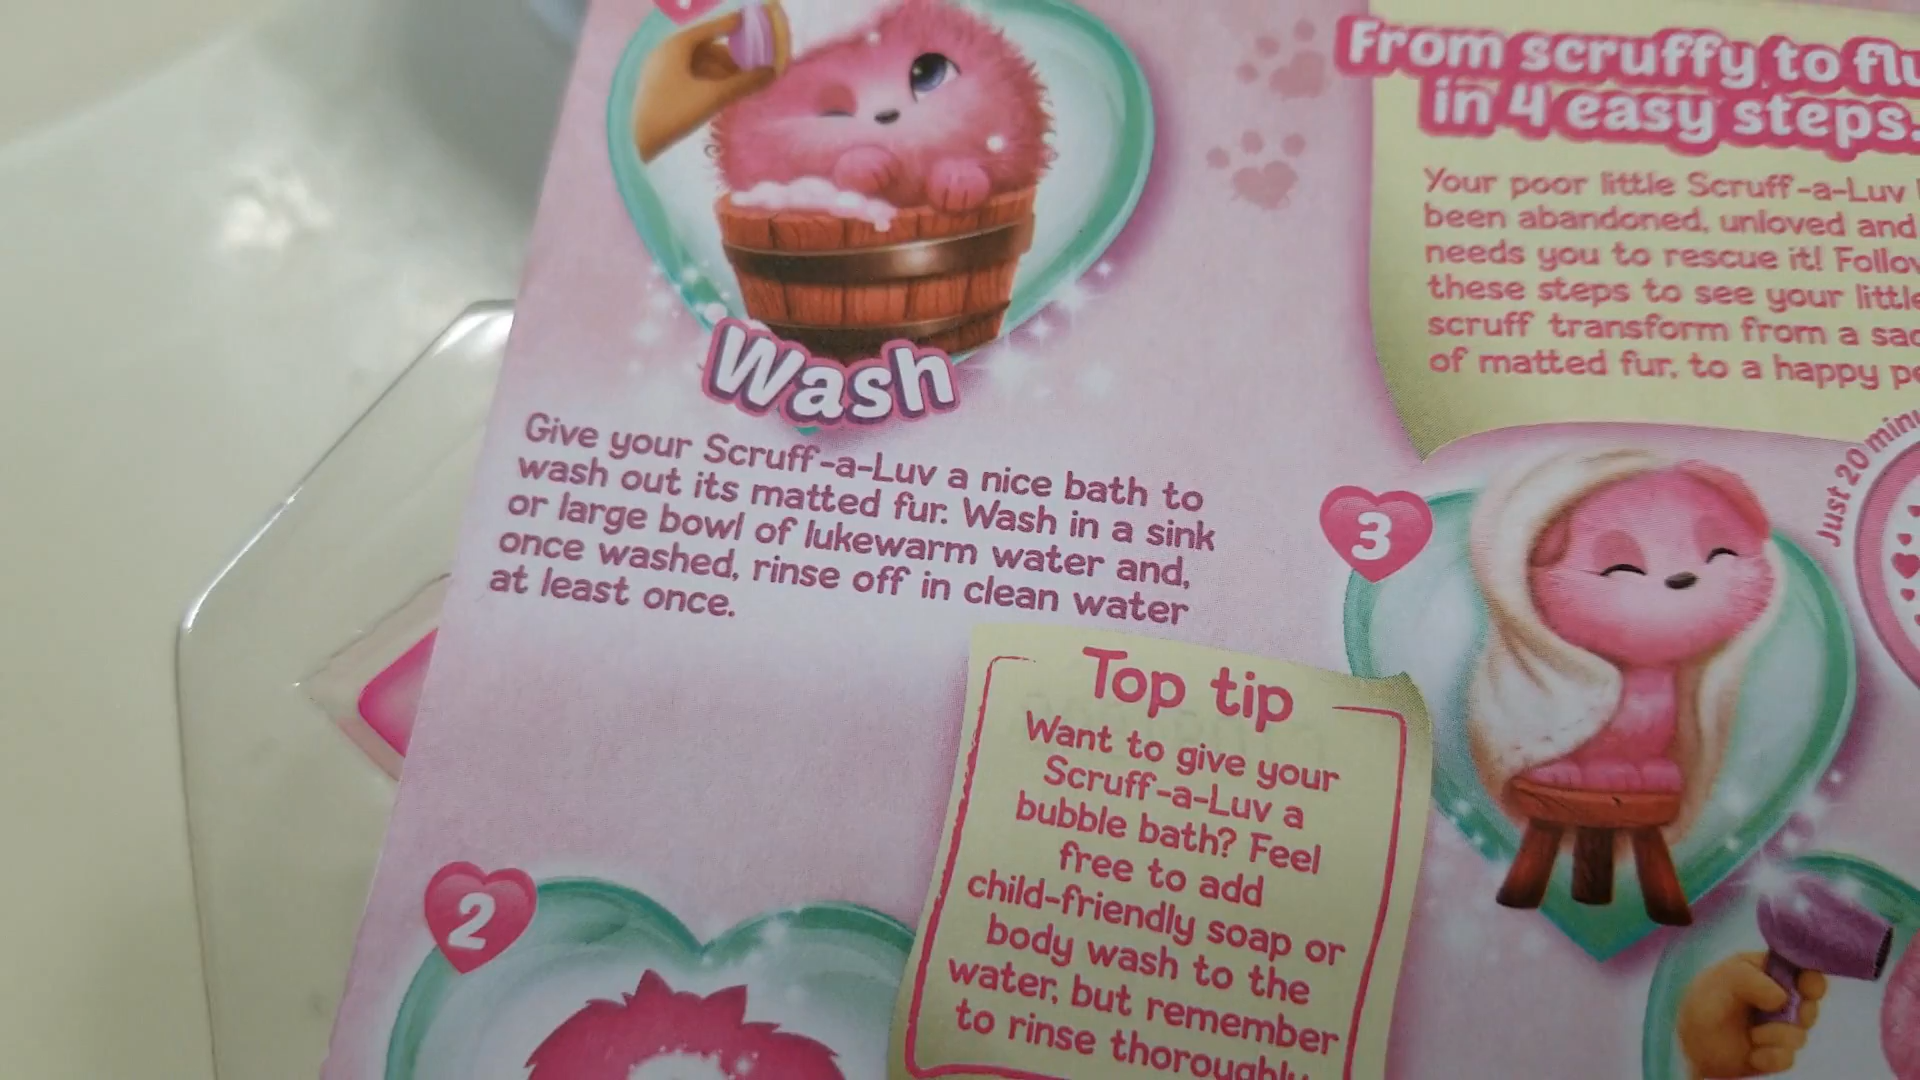 Wash
Give your Scruff-a-Luv a nice bath to
wash out its matted fur. Wash in a sink
or large bowl of lukewarm water and,
once washed, rinse off in clean water
at least once.
From scruffy to
in 4 easy steps.
Your poor little Scruff-a-Luv
been abandoned, unloved and
needs you to rescue it!
these steps to see your little
scruff transform from a
of matted fur, to a happy
Top tip
Want to give your
Scruff-a-Luv a
bubble bath? Feel
free to add
child-friendly soap or
body wash to the
water, but remember
to rinse thoroughly
2
3
Just 20